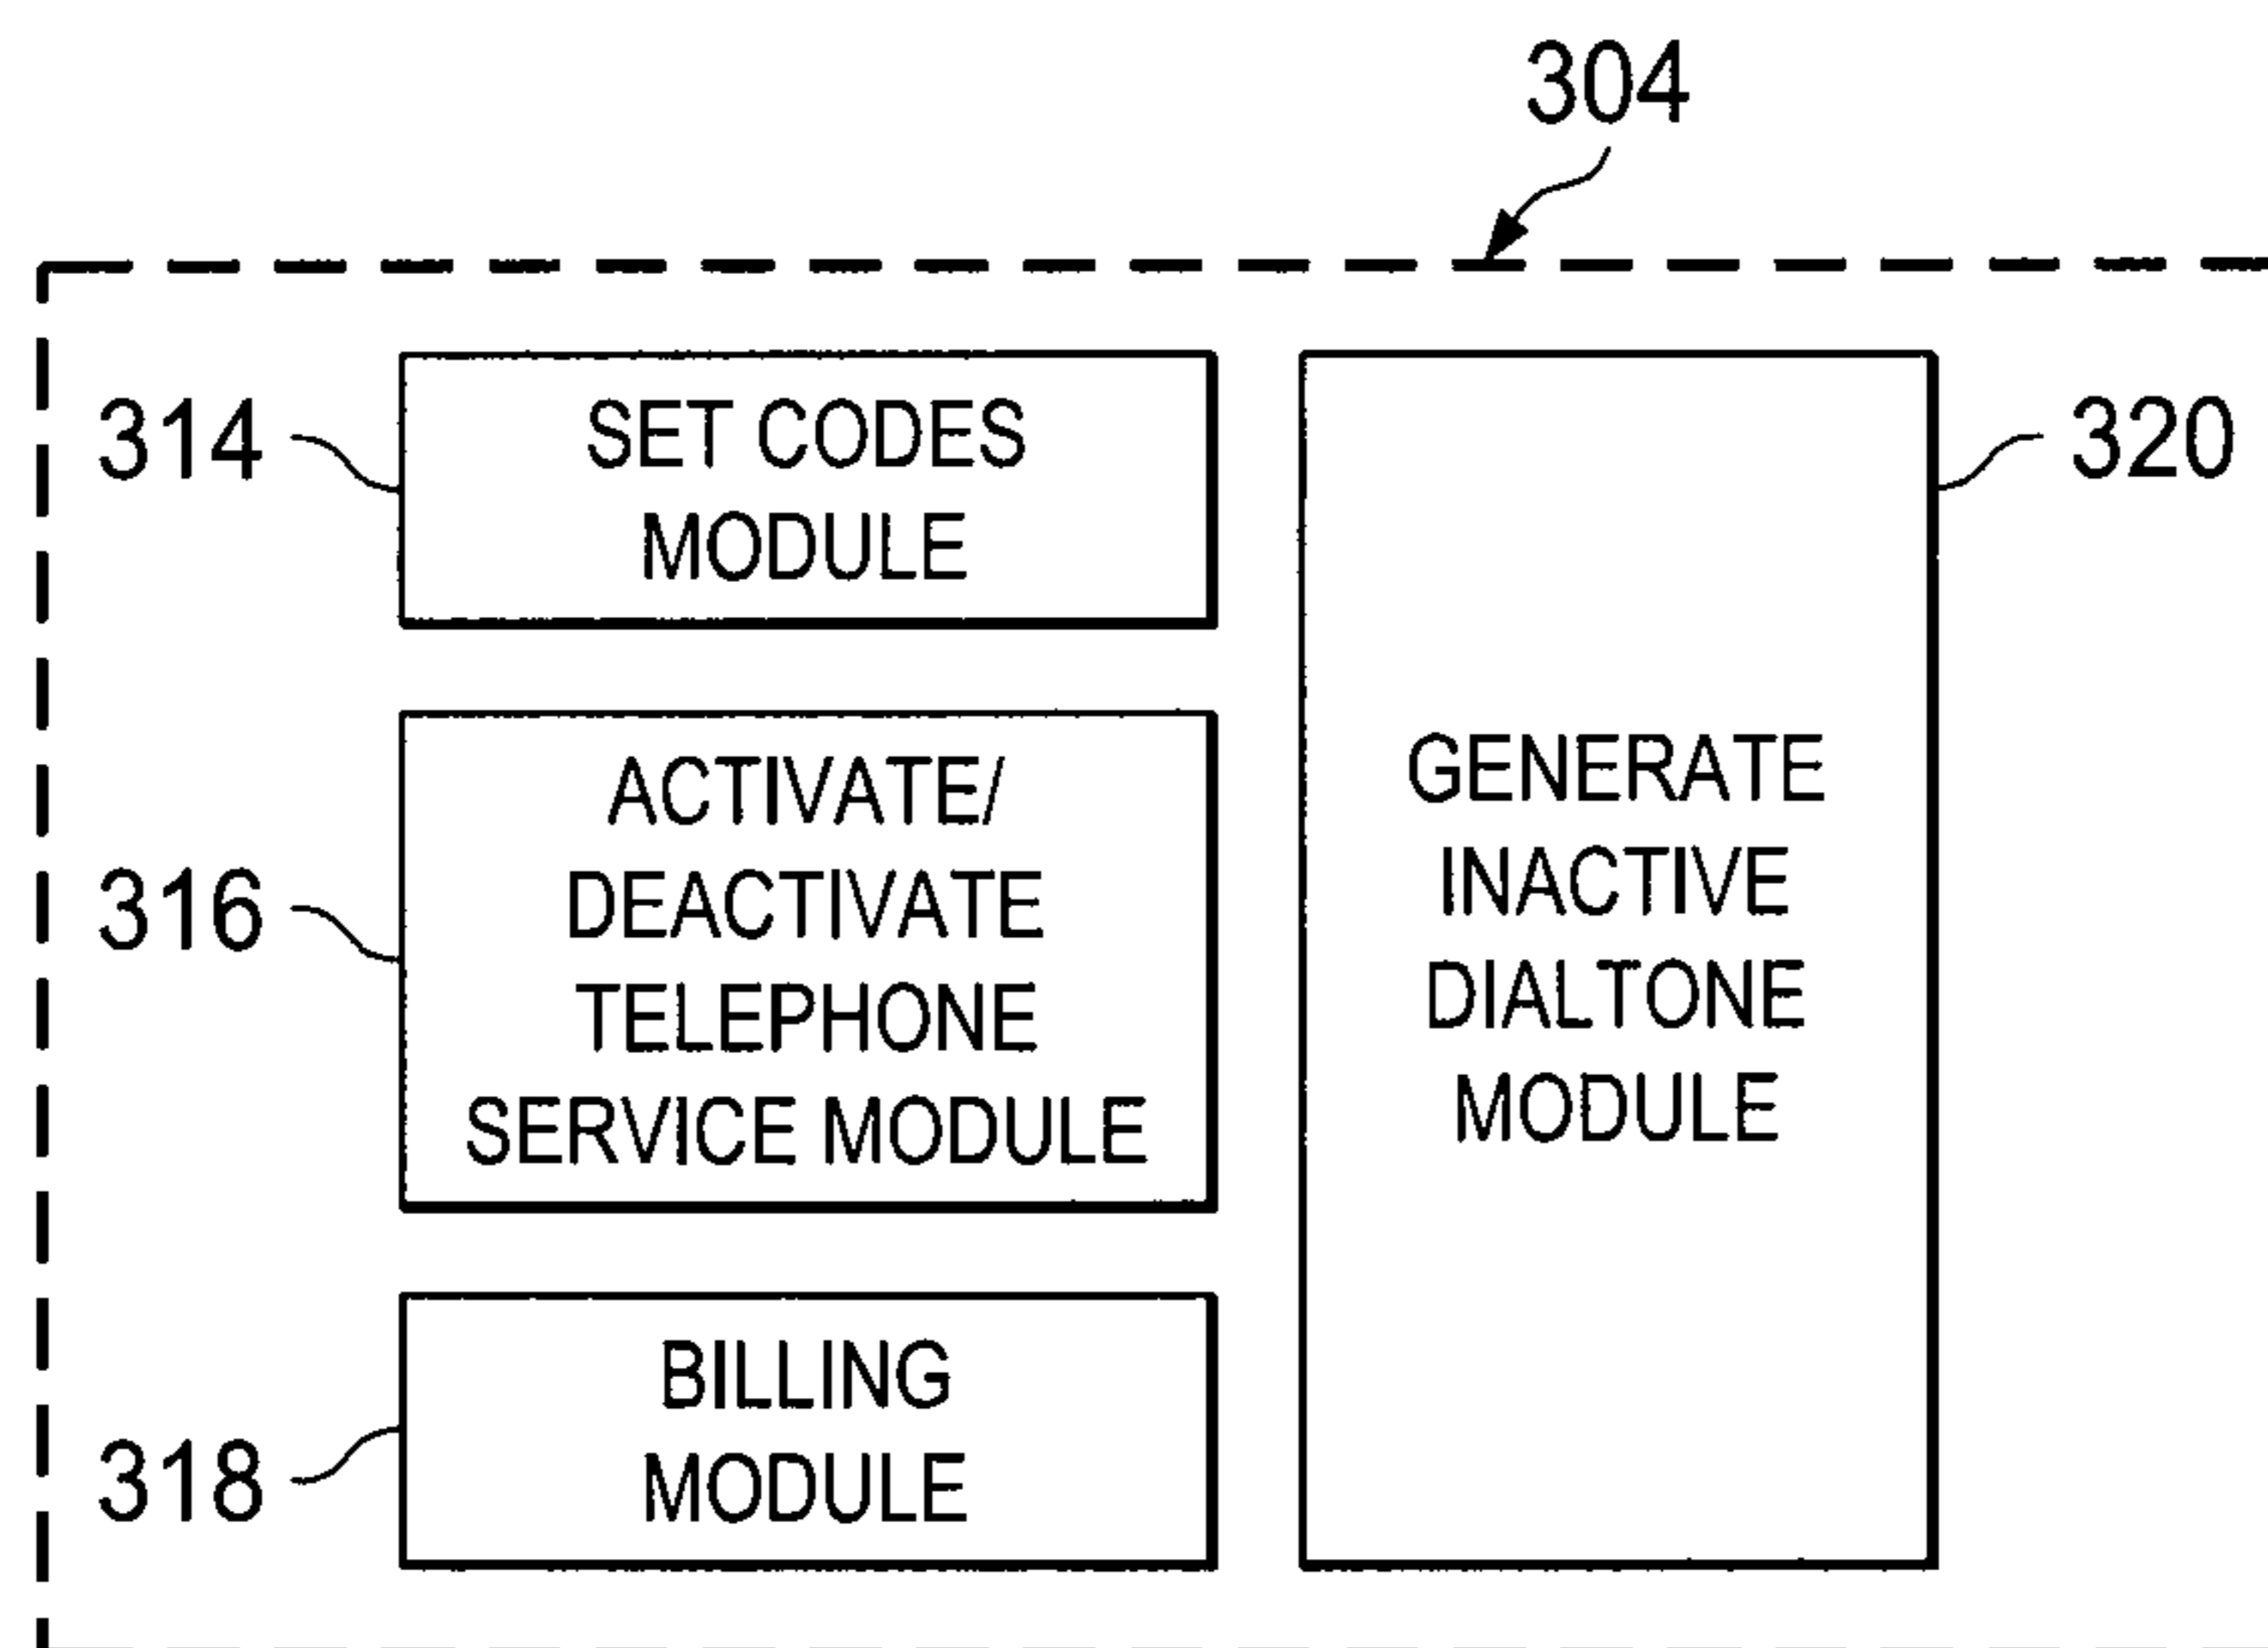 304
314
SET CODES
MODULE
316
ACTIVATE/
DEACTIVATE
TELEPHONE
SERVICE MODULE
318
BILLING
MODULE
320
GENERATE
INACTIVE
DIALTONE
MODULE